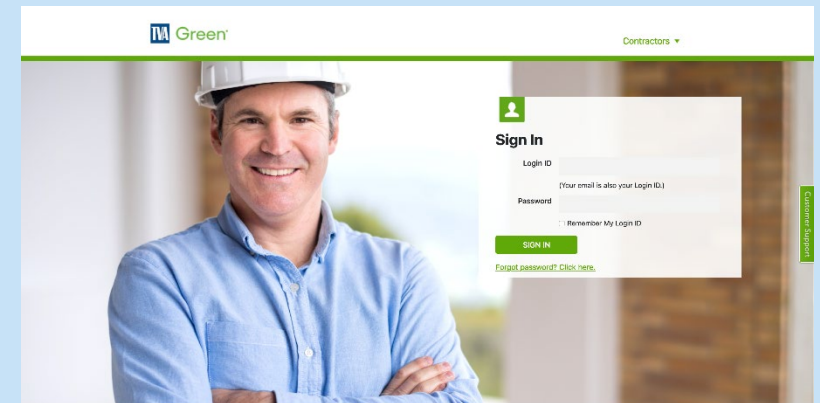 TVA Green
Contractors
Sign In
Login ID
(Your email is also your Login ID.)
Password
Remember My Login ID
SIGN IN
Forgot password? Click here.
Customer Support